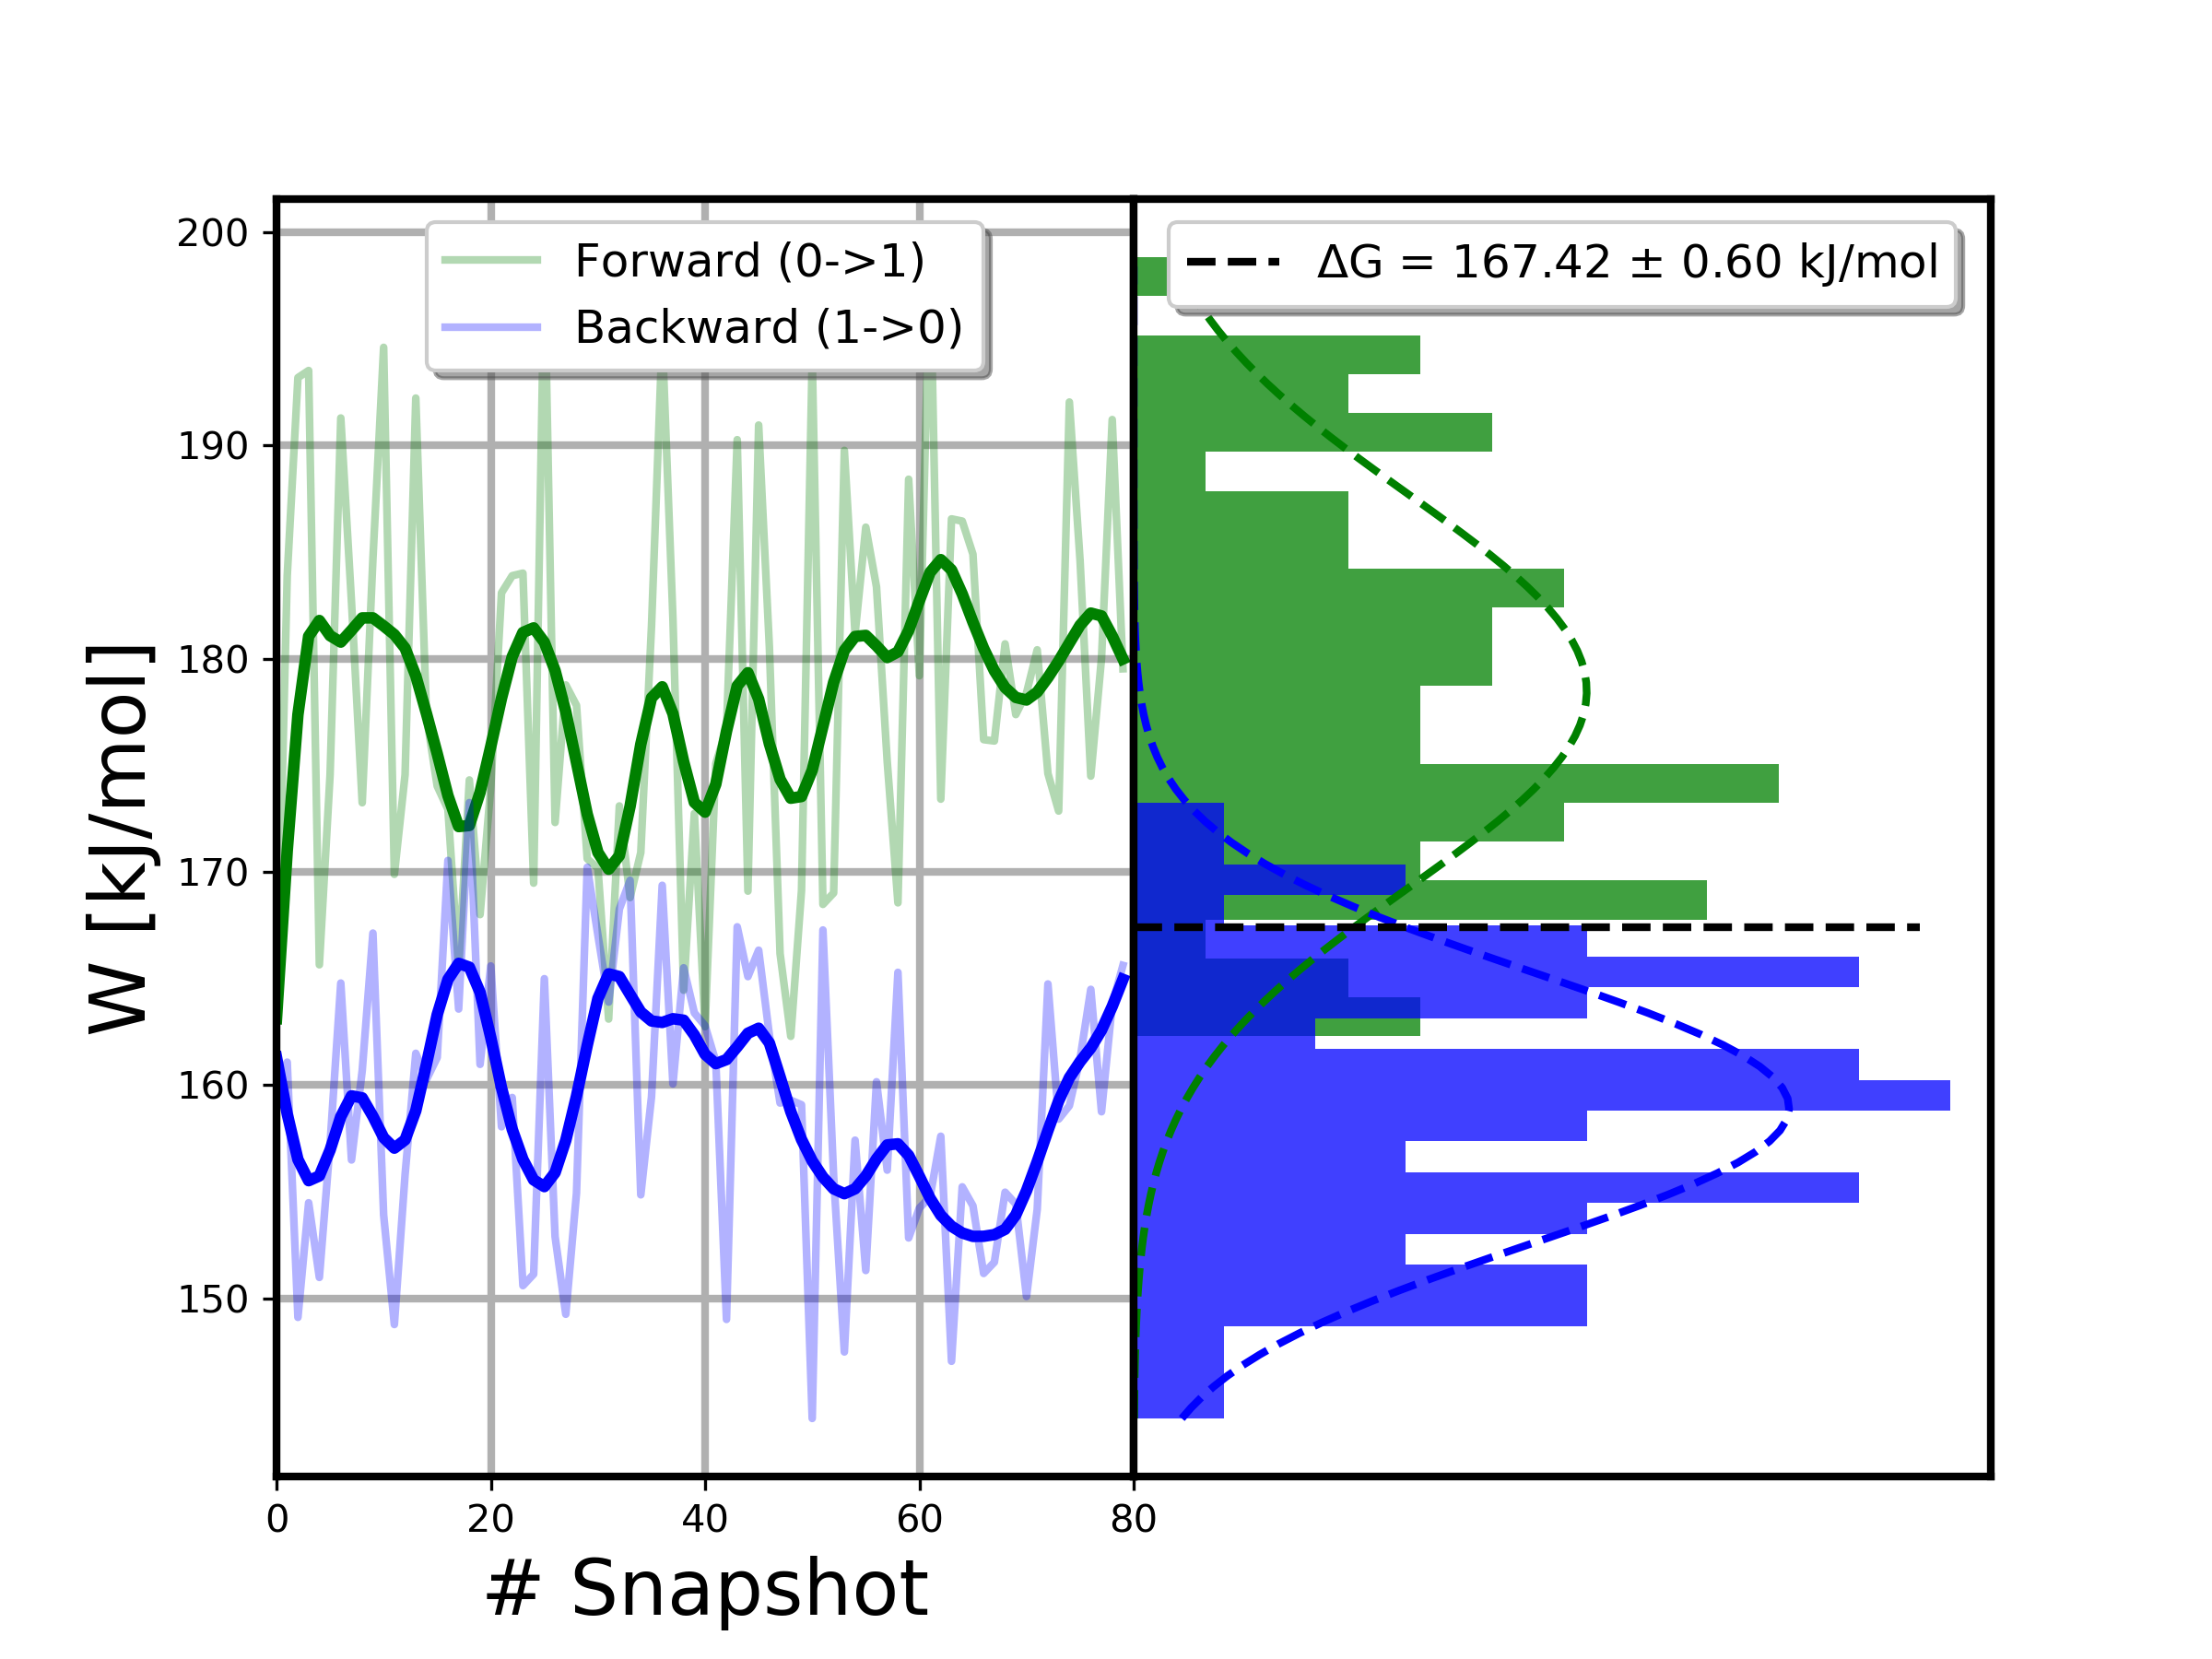 200
190
180
170
160
150
W [kJ/mol]
Forward (0->1)
Backward (1->0)
ΔG = 167.42 ± 0.60 kJ/mol
0 20 40 60 80
# Snapshot